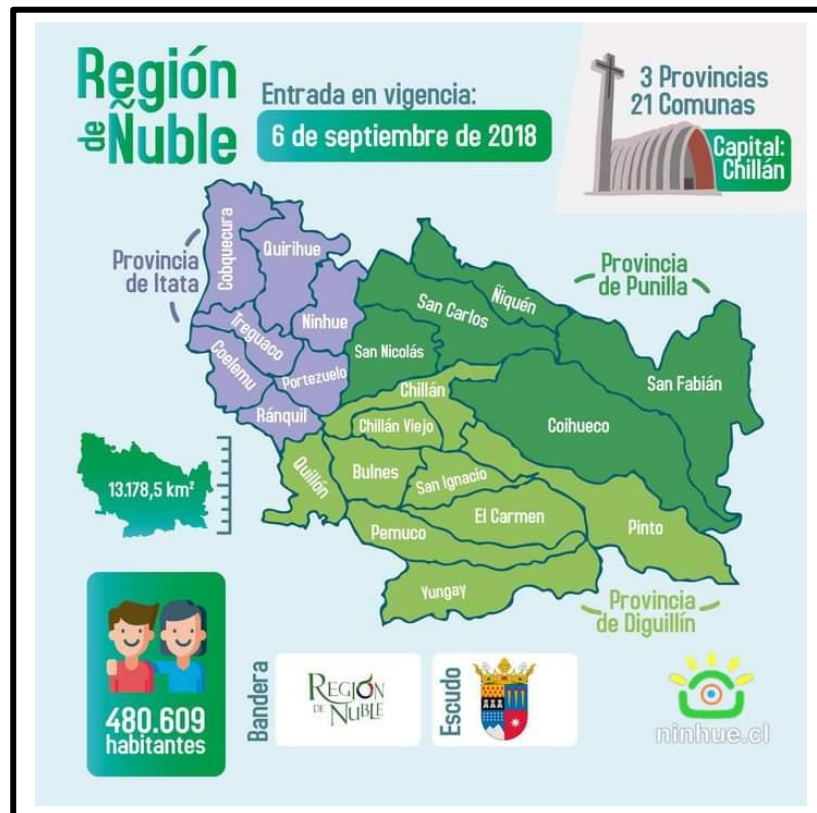 Región
de Ñuble
Entrada en vigencia:
6 de septiembre de 2018
3 Provincias
21 Comunas
Capital:
Chillán
Provincia
de Itata
Cobquecura
Quirihue
Ninhue
Treguaco
Coelemu
Portezuelo
Ránquil
Provincia
de Punilla
Ñiquén
San Carlos
San Nicolás
San Fabián
Coihueco
Chillán
Chillán Viejo
Quillón
Bulnes
San Ignacio
El Carmen
Pemuco
Pinto
Yungay
Provincia
de Diguillín
13.178,5 km²
480.609
habitantes
Bandera
REGIÓN
DE ÑUBLE
Escudo
ninhue.cl